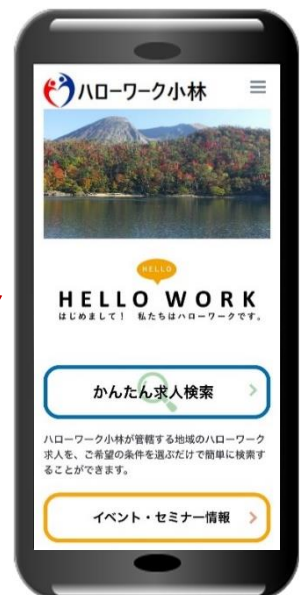 ハローワーク小林
HELLO
HELLO WORK
はじめまして！ 私たちはハローワークです。
かんたん求人検索
ハローワーク小林が管轄する地域のハローワーク
求人を、ご希望の条件を選ぶだけで簡単に検索す
ることができます。
イベント・セミナー情報